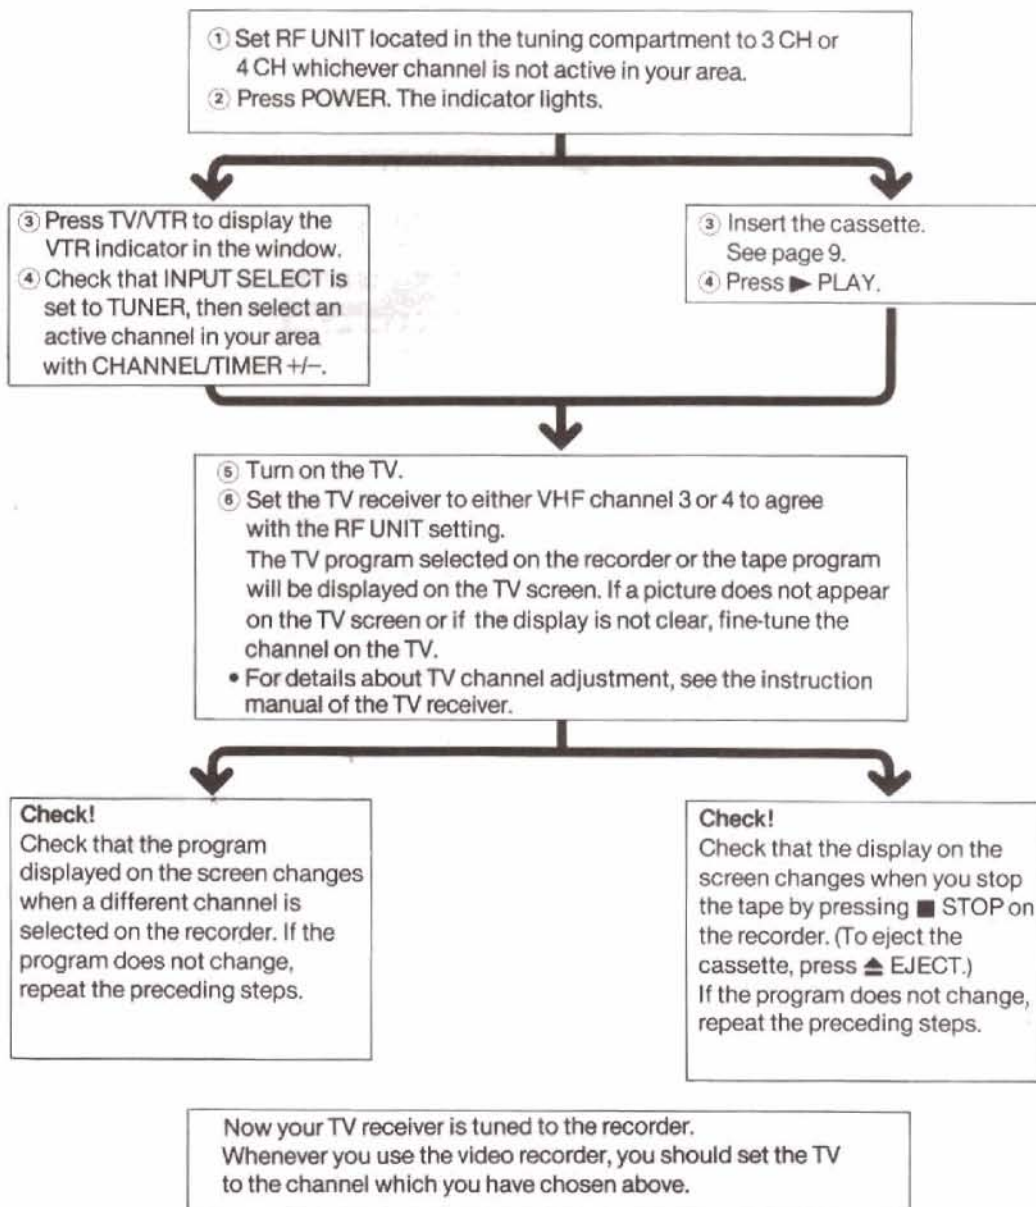 ① Set RF UNIT located in the tuning compartment to 3 CH or
4 CH whichever channel is not active in your area.
② Press POWER. The indicator lights.
③ Press TV/VTR to display the
VTR indicator in the window.
④ Check that INPUT SELECT is
set to TUNER, then select an
active channel in your area
with CHANNEL/TIMER +/–.
③ Insert the cassette.
See page 9.
④ Press ▶ PLAY.
⑤ Turn on the TV.
⑥ Set the TV receiver to either VHF channel 3 or 4 to agree
with the RF UNIT setting.
The TV program selected on the recorder or the tape program
will be displayed on the TV screen. If a picture does not appear
on the TV screen or if the display is not clear, fine-tune the
channel on the TV.
• For details about TV channel adjustment, see the instruction
manual of the TV receiver.
Check!
Check that the program
displayed on the screen changes
when a different channel is
selected on the recorder. If the
program does not change,
repeat the preceding steps.
Check!
Check that the display on the
screen changes when you stop
the tape by pressing ■ STOP on
the recorder. (To eject the
cassette, press ⏏ EJECT.)
If the program does not change,
repeat the preceding steps.
Now your TV receiver is tuned to the recorder.
Whenever you use the video recorder, you should set the TV
to the channel which you have chosen above.